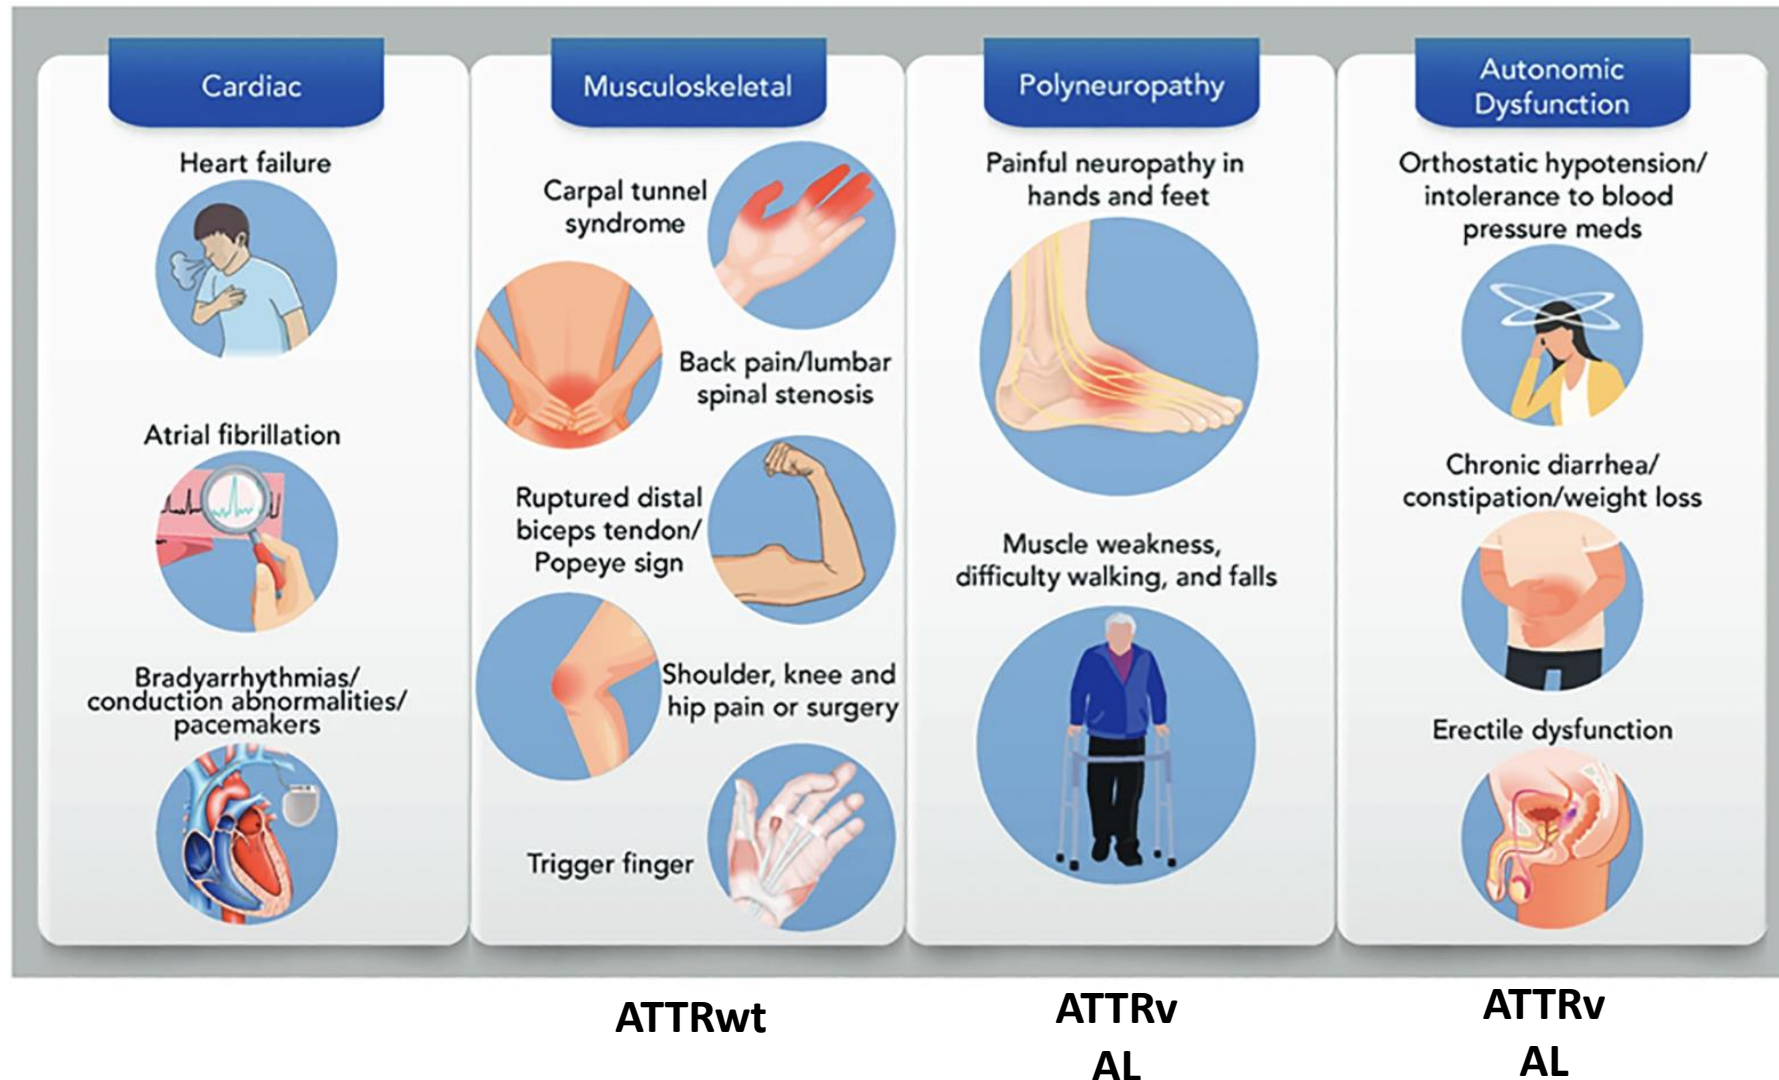 Cardiac
Heart failure
Atrial fibrillation
Bradyarrhythmias/
conduction abnormalities/
pacemakers
Musculoskeletal
Carpal tunnel
syndrome
Back pain/lumbar
spinal stenosis
Ruptured distal
biceps tendon/
Popeye sign
Shoulder, knee and
hip pain or surgery
Trigger finger
ATTRwt
Polyneuropathy
Painful neuropathy in
hands and feet
Muscle weakness,
difficulty walking, and falls
ATTRv
AL
Autonomic
Dysfunction
Orthostatic hypotension/
intolerance to blood
pressure meds
Chronic diarrhea/
constipation/weight loss
Erectile dysfunction
ATTRv
AL